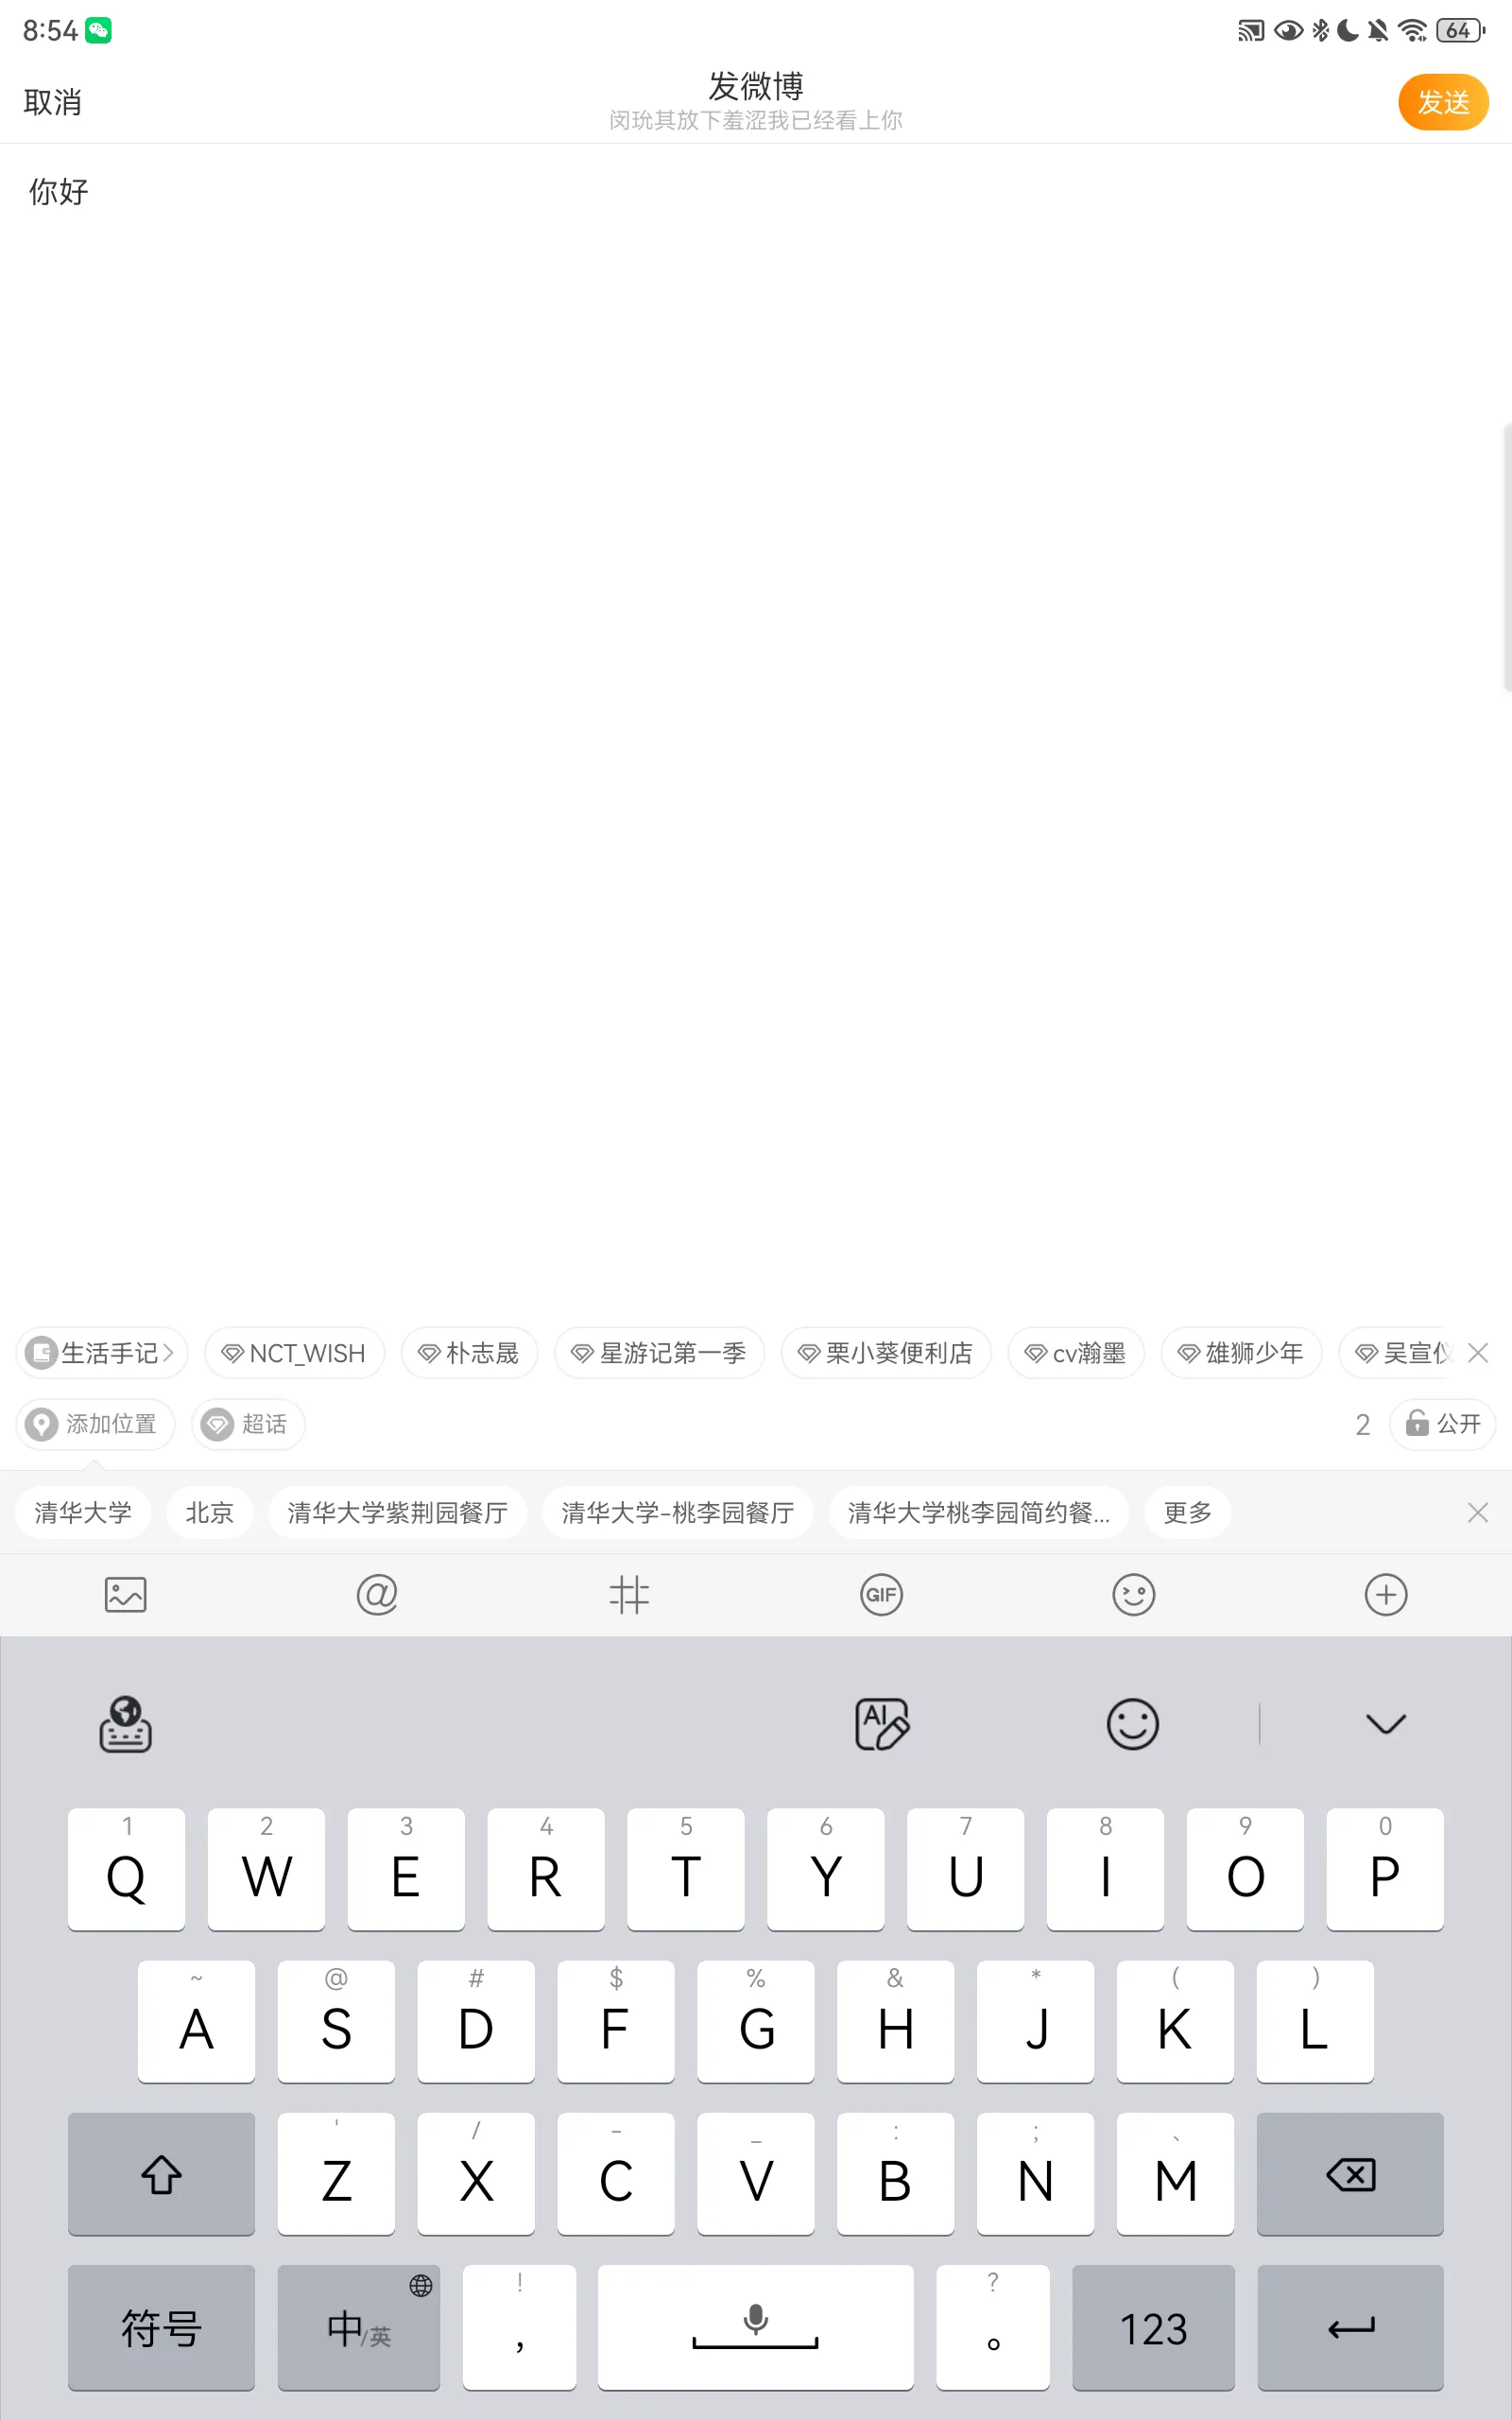 8:54
64
取消
发微博
发送
闵玧其放下羞涩我已经看上你
你好
生活手记 NCT_WISH 朴志晟 星游记第一季 栗小葵便利店 cv瀚墨 雄狮少年 吴宣仪
添加位置 超话 2 公开
清华大学 北京 清华大学紫荆园餐厅 清华大学-桃李园餐厅 清华大学桃李园简约餐... 更多
@ GIF
AI
1 2 3 4 5 6 7 8 9 0
Q W E R T Y U I O P
~ @ # $ % & * ( )
A S D F G H J K L
' / - _ : ; 、
Z X C V B N M
! ?
符号 中/英 , 。 123